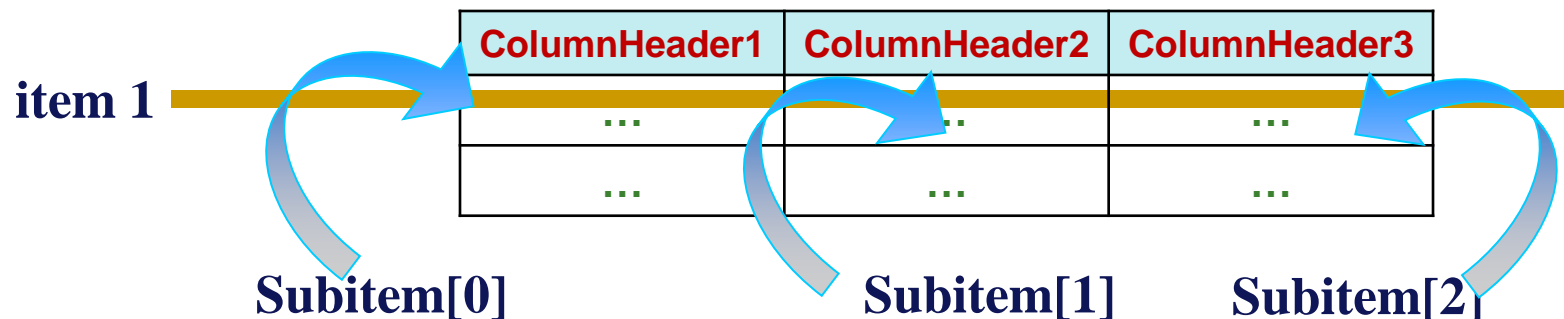 ColumnHeader1 ColumnHeader2 ColumnHeader3
item 1
... ... ...
... ... ...
Subitem[0] Subitem[1] Subitem[2]